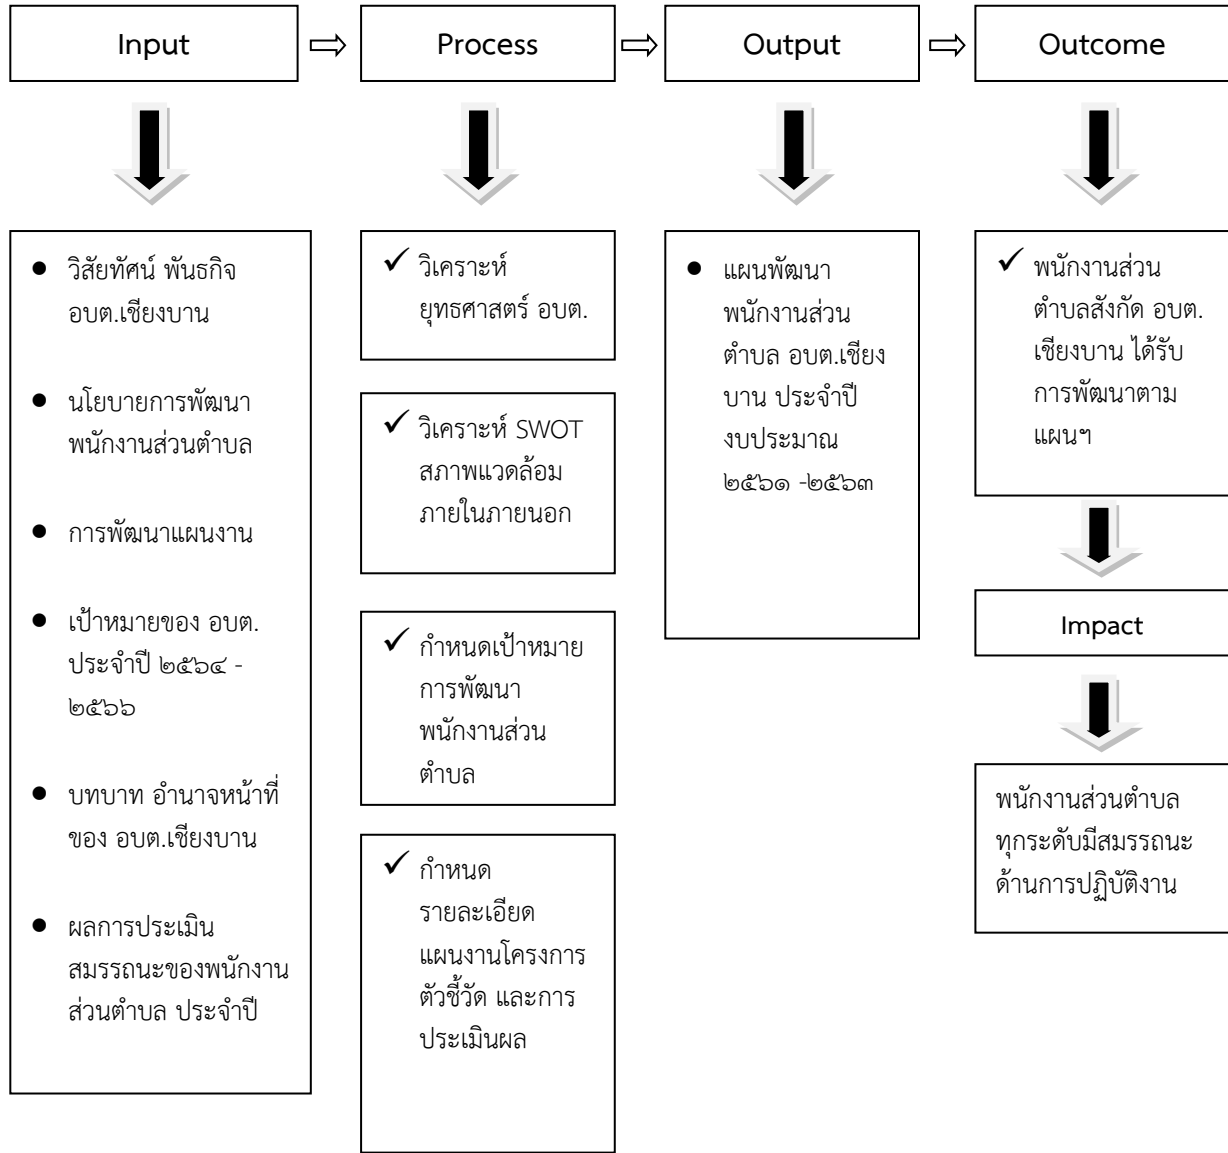 Input
Process
Output
Outcome
วิสัยทัศน์ พันธกิจ
อบต.เชียงบาน
นโยบายการพัฒนา
พนักงานส่วนตำบล
การพัฒนาแผนงาน
เป้าหมายของ อบต.
ประจำปี ๒๕๖๔ -
๒๕๖๖
บทบาท อำนาจหน้าที่
ของ อบต.เชียงบาน
ผลการประเมิน
สมรรถนะของพนักงาน
ส่วนตำบล ประจำปี
วิเคราะห์
ยุทธศาสตร์ อบต.
วิเคราะห์ SWOT
สภาพแวดล้อม
ภายในภายนอก
กำหนดเป้าหมาย
การพัฒนา
พนักงานส่วน
ตำบล
กำหนด
รายละเอียด
แผนงานโครงการ
ตัวชี้วัด และการ
ประเมินผล
แผนพัฒนา
พนักงานส่วน
ตำบล อบต.เชียง
บาน ประจำปี
งบประมาณ
๒๕๖๑ -๒๕๖๓
พนักงานส่วน
ตำบลสังกัด อบต.
เชียงบาน ได้รับ
การพัฒนาตาม
แผนฯ
Impact
พนักงานส่วนตำบล
ทุกระดับมีสมรรถนะ
ด้านการปฏิบัติงาน